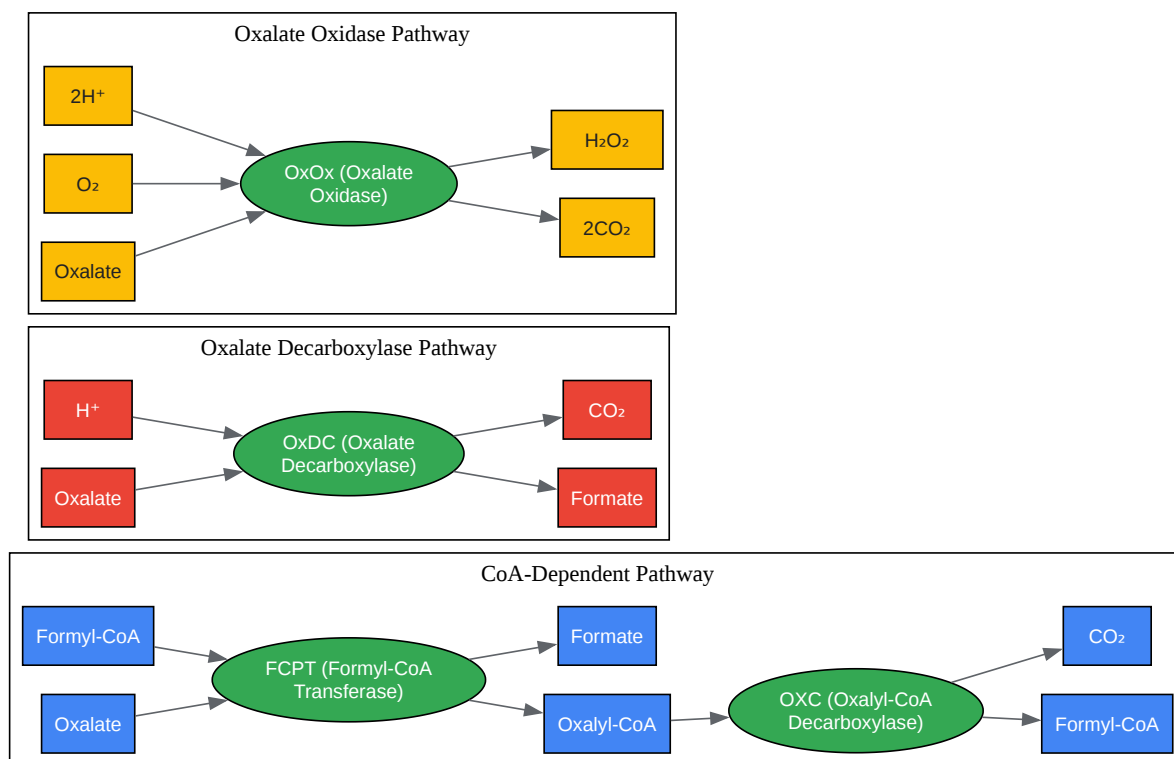 Oxalate Oxidase Pathway
2H⁺
O₂
Oxalate
OxOx (Oxalate
Oxidase)
H₂O₂
2CO₂
Oxalate Decarboxylase Pathway
H⁺
Oxalate
OxDC (Oxalate
Decarboxylase)
CO₂
Formate
CoA-Dependent Pathway
Formyl-CoA
Oxalate
FCPT (Formyl-CoA
Transferase)
Formate
Oxalyl-CoA
OXC (Oxalyl-CoA
Decarboxylase)
CO₂
Formyl-CoA